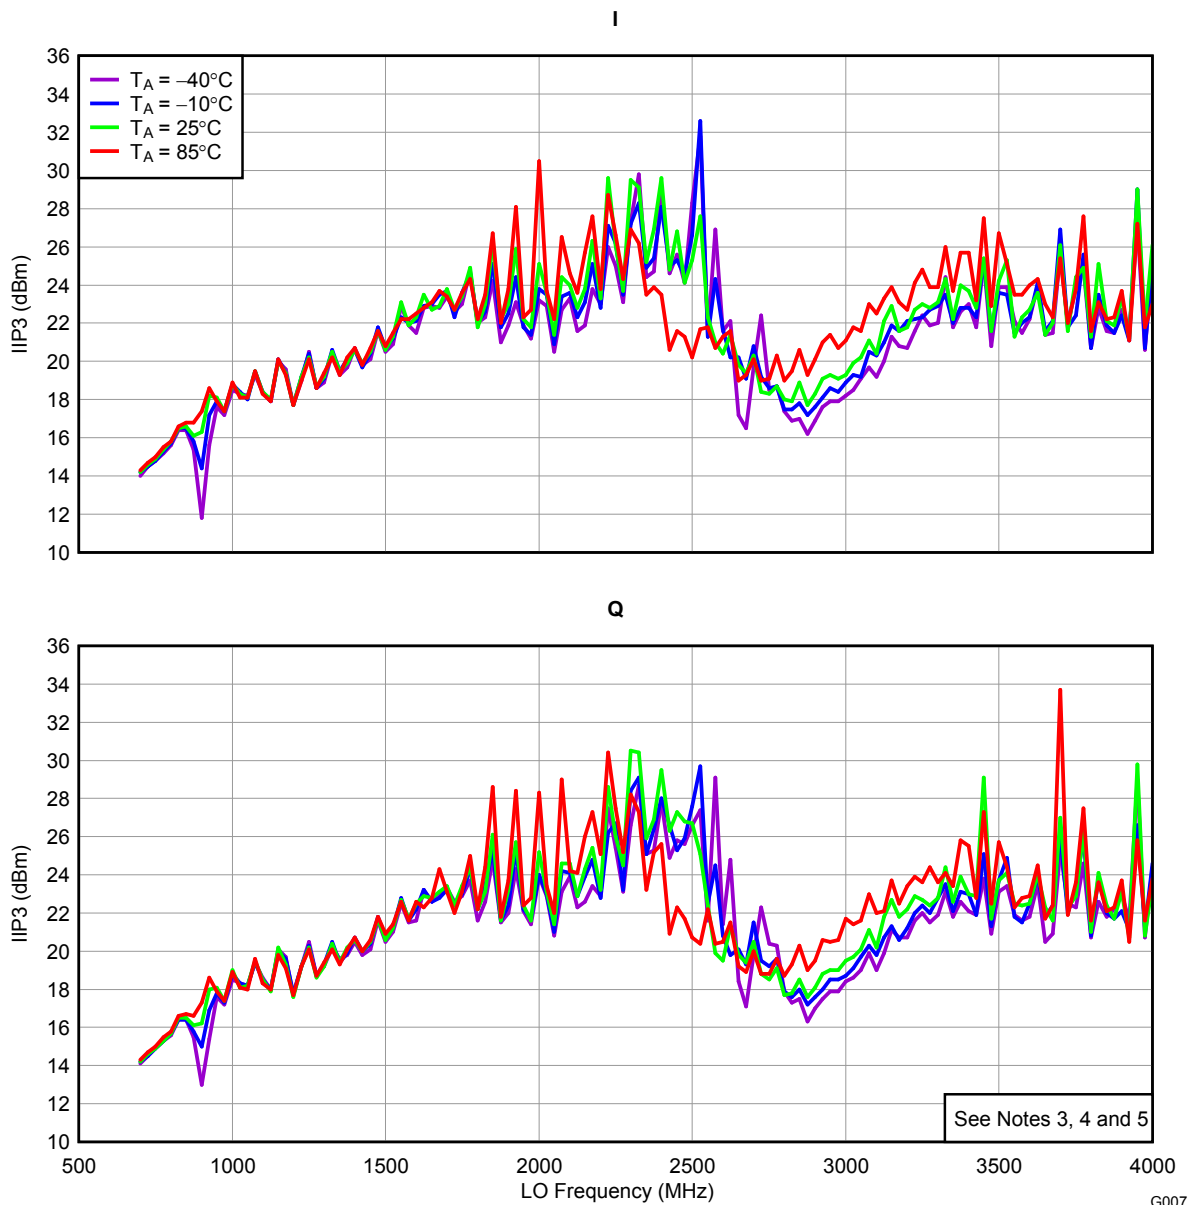 I
36
34
32
30
28
26
24
22
20
18
16
14
12
10
IIP3 (dBm)
TA = –40°C
TA = –10°C
TA = 25°C
TA = 85°C
Q
36
34
32
30
28
26
24
22
20
18
16
14
12
10
IIP3 (dBm)
See Notes 3, 4 and 5
500 1000 1500 2000 2500 3000 3500 4000
LO Frequency (MHz)
G007